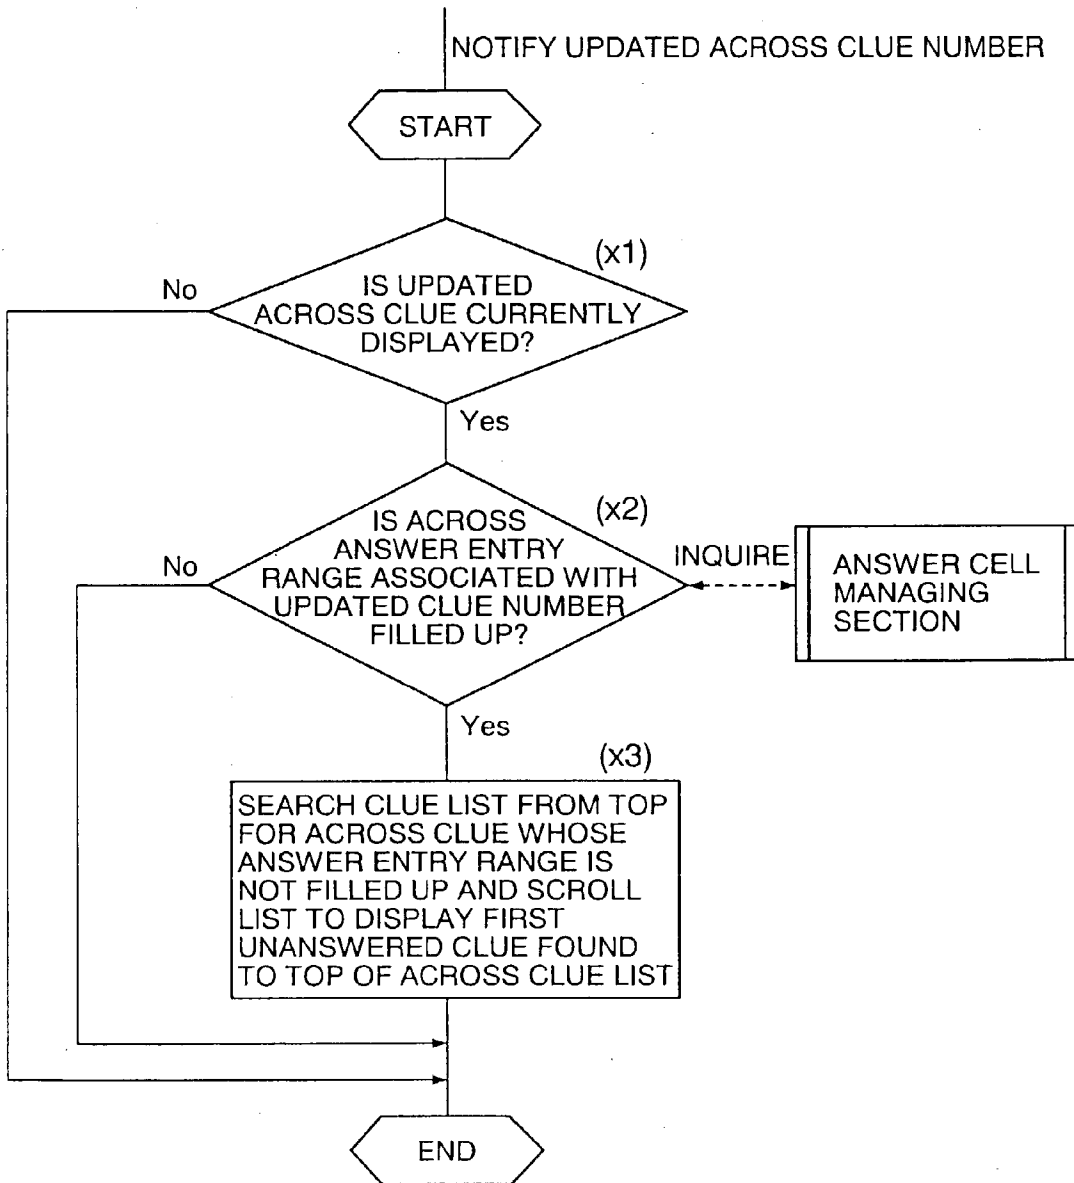 NOTIFY UPDATED ACROSS CLUE NUMBER
START
(x1)
No
IS UPDATED
ACROSS CLUE CURRENTLY
DISPLAYED?
Yes
(x2)
No
IS ACROSS
ANSWER ENTRY
RANGE ASSOCIATED WITH
UPDATED CLUE NUMBER
FILLED UP?
INQUIRE
ANSWER CELL
MANAGING
SECTION
Yes
(x3)
SEARCH CLUE LIST FROM TOP
FOR ACROSS CLUE WHOSE
ANSWER ENTRY RANGE IS
NOT FILLED UP AND SCROLL
LIST TO DISPLAY FIRST
UNANSWERED CLUE FOUND
TO TOP OF ACROSS CLUE LIST
END